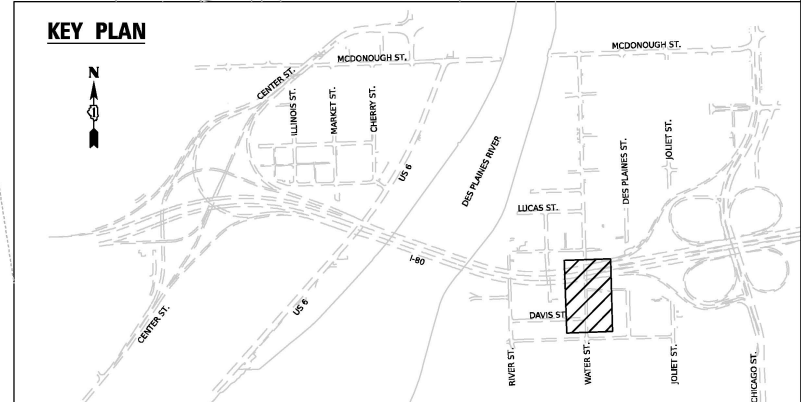 KEY PLAN
N
MCDONOUGH ST.
MCDONOUGH ST.
CENTER ST.
ILLINOIS ST.
MARKET ST.
CHERRY ST.
US 6
DES PLAINES RIVER
DES PLAINES ST.
JOLIET ST.
LUCAS ST.
I-80
US 6
CENTER ST.
DAVIS ST
RIVER ST.
WATER ST.
JOLIET ST.
CHICAGO ST.